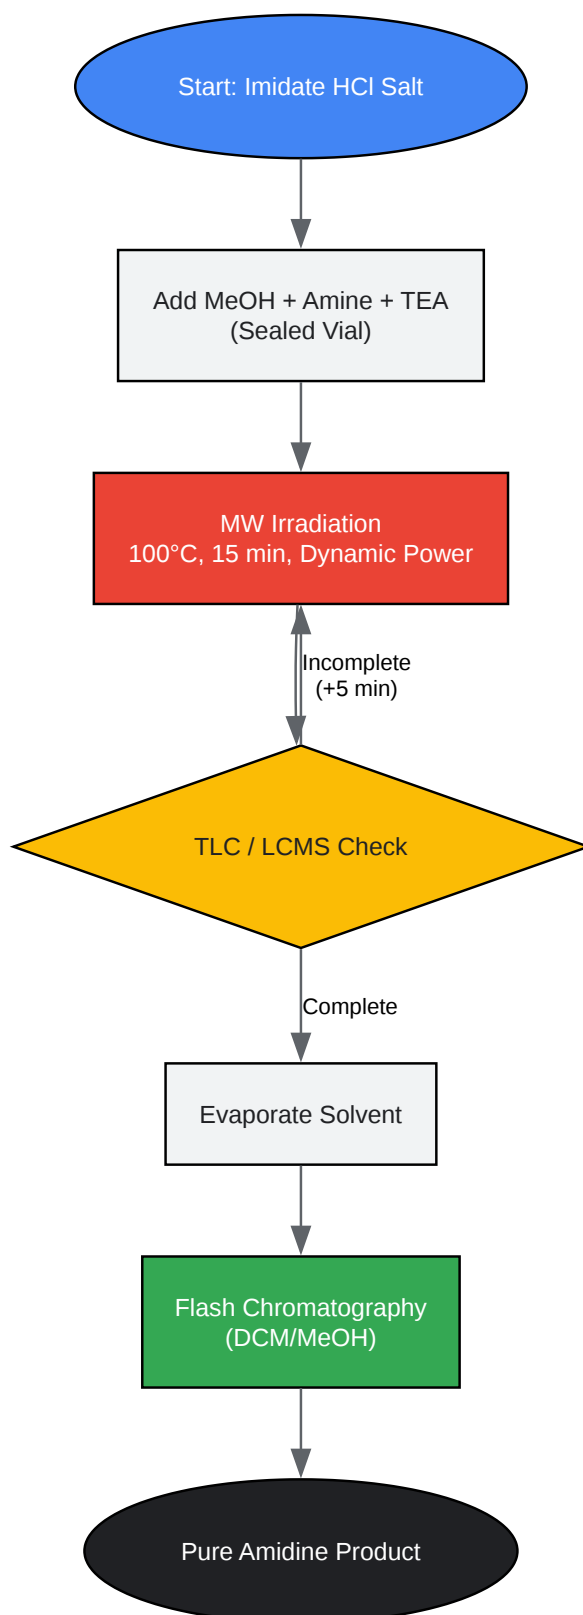 Start: Imidate HCl Salt
Add MeOH + Amine + TEA
(Sealed Vial)
MW Irradiation
100°C, 15 min, Dynamic Power
Incomplete
(+5 min)
TLC / LCMS Check
Complete
Evaporate Solvent
Flash Chromatography
(DCM/MeOH)
Pure Amidine Product